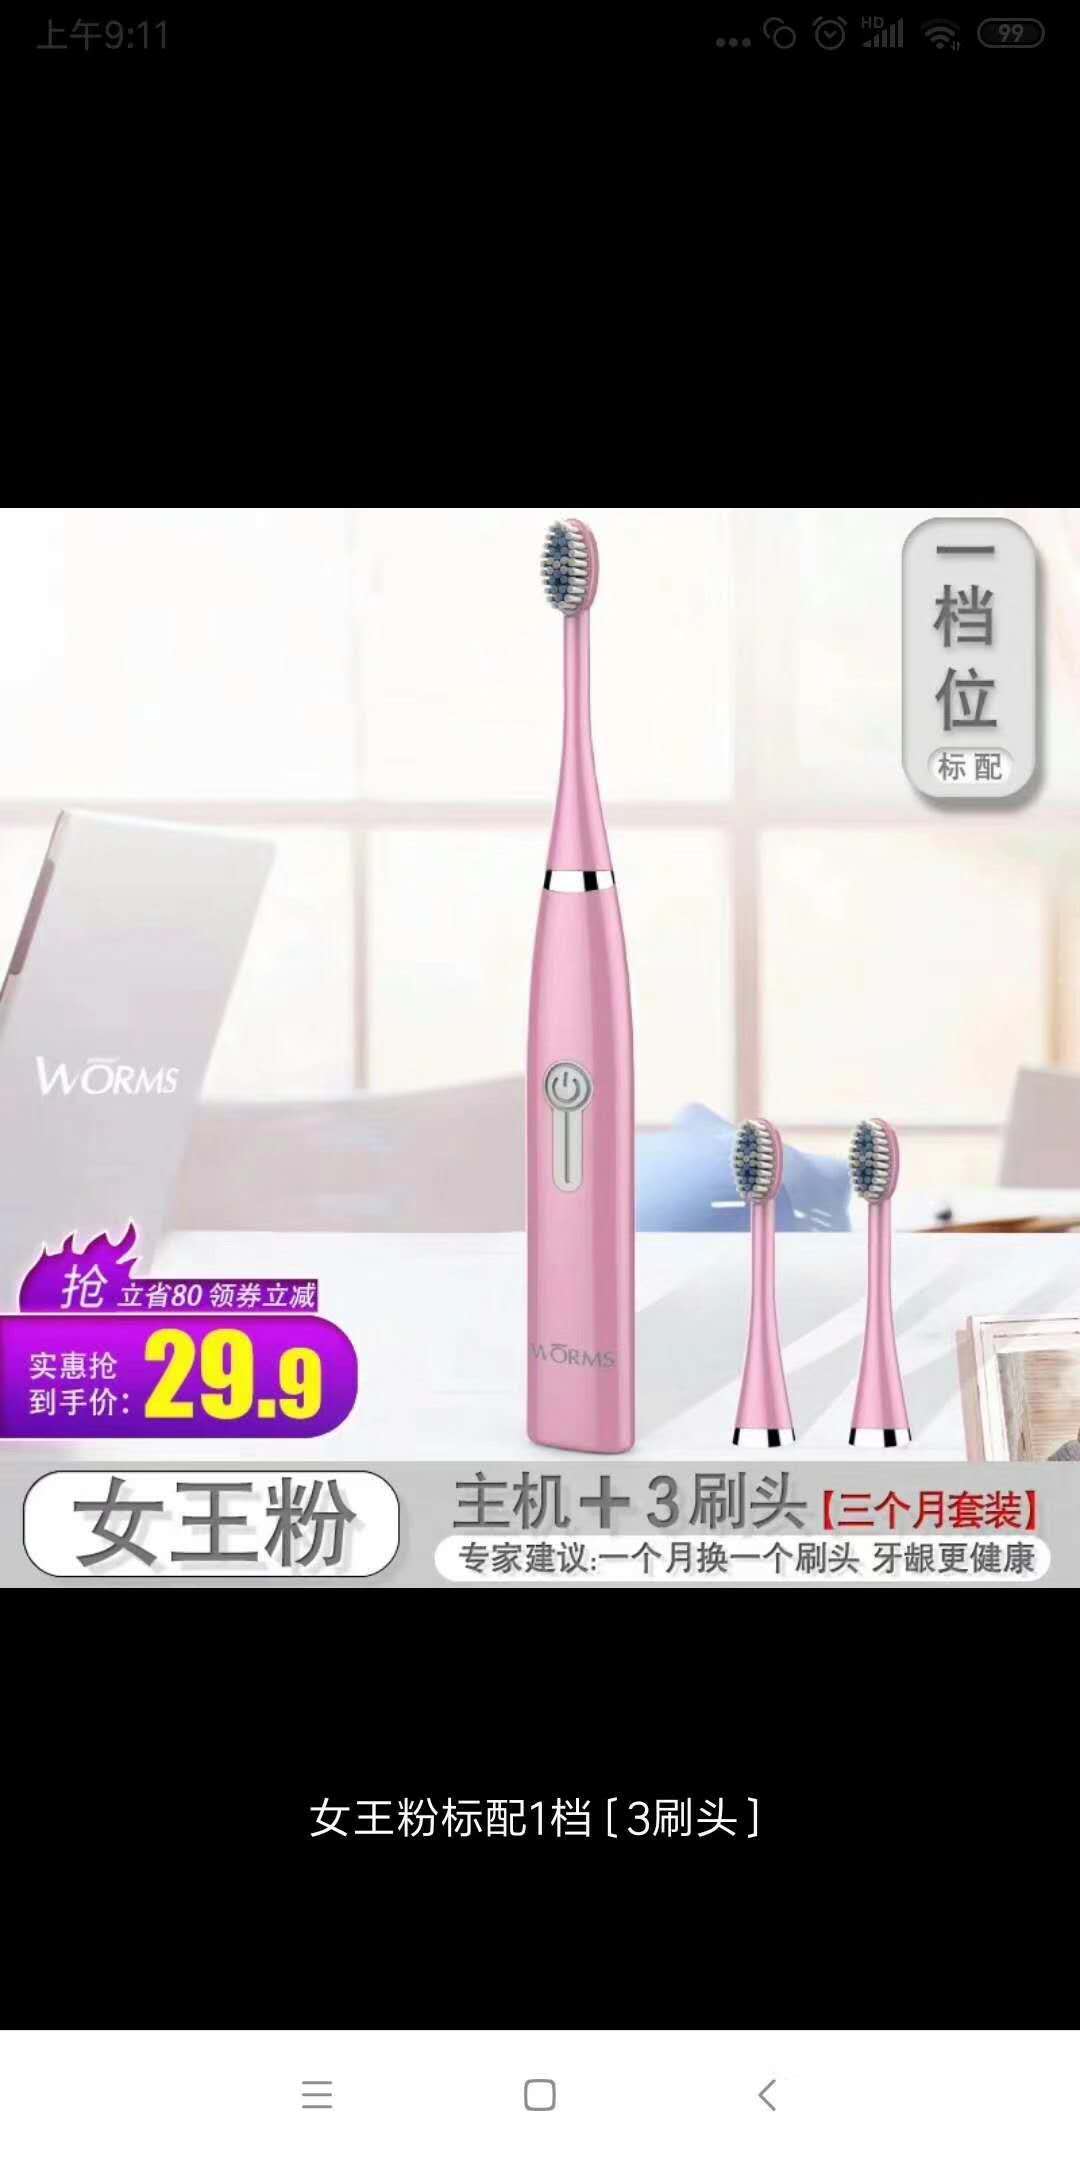 上午9:11
HD
99
一档位
标配
WORMS
抢 立省80 领券立减
实惠抢
到手价：29.9
WORMS
女王粉
主机＋3刷头【三个月套装】
专家建议:一个月换一个刷头 牙龈更健康
女王粉标配1档［3刷头］